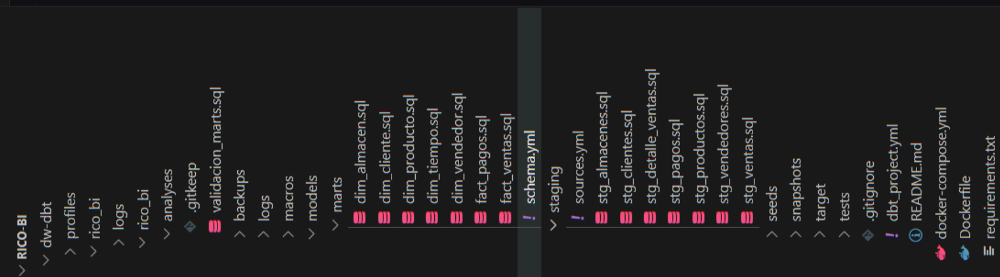 RICO-BI
dw-dbt
profiles
rico_bi
logs
rico_bi
analyses
.gitkeep
validacion_marts.sql
backups
logs
macros
models
marts
dim_almacen.sql
dim_cliente.sql
dim_producto.sql
dim_tiempo.sql
dim_vendedor.sql
fact_pagos.sql
fact_ventas.sql
schema.yml
staging
sources.yml
stg_almacenes.sql
stg_clientes.sql
stg_detalle_ventas.sql
stg_pagos.sql
stg_productos.sql
stg_vendedores.sql
stg_ventas.sql
seeds
snapshots
target
tests
.gitignore
dbt_project.yml
README.md
docker-compose.yml
Dockerfile
requirements.txt